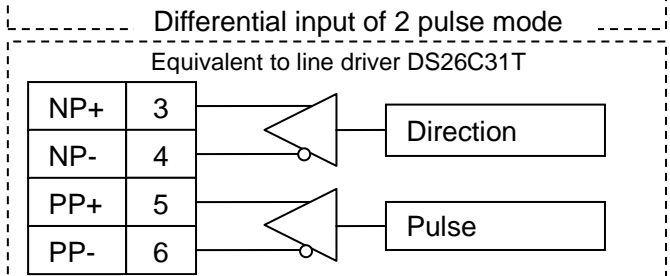 Differential input of 2 pulse mode
Equivalent to line driver DS26C31T
NP+ 3
NP- 4
Direction
PP+ 5
PP- 6
Pulse